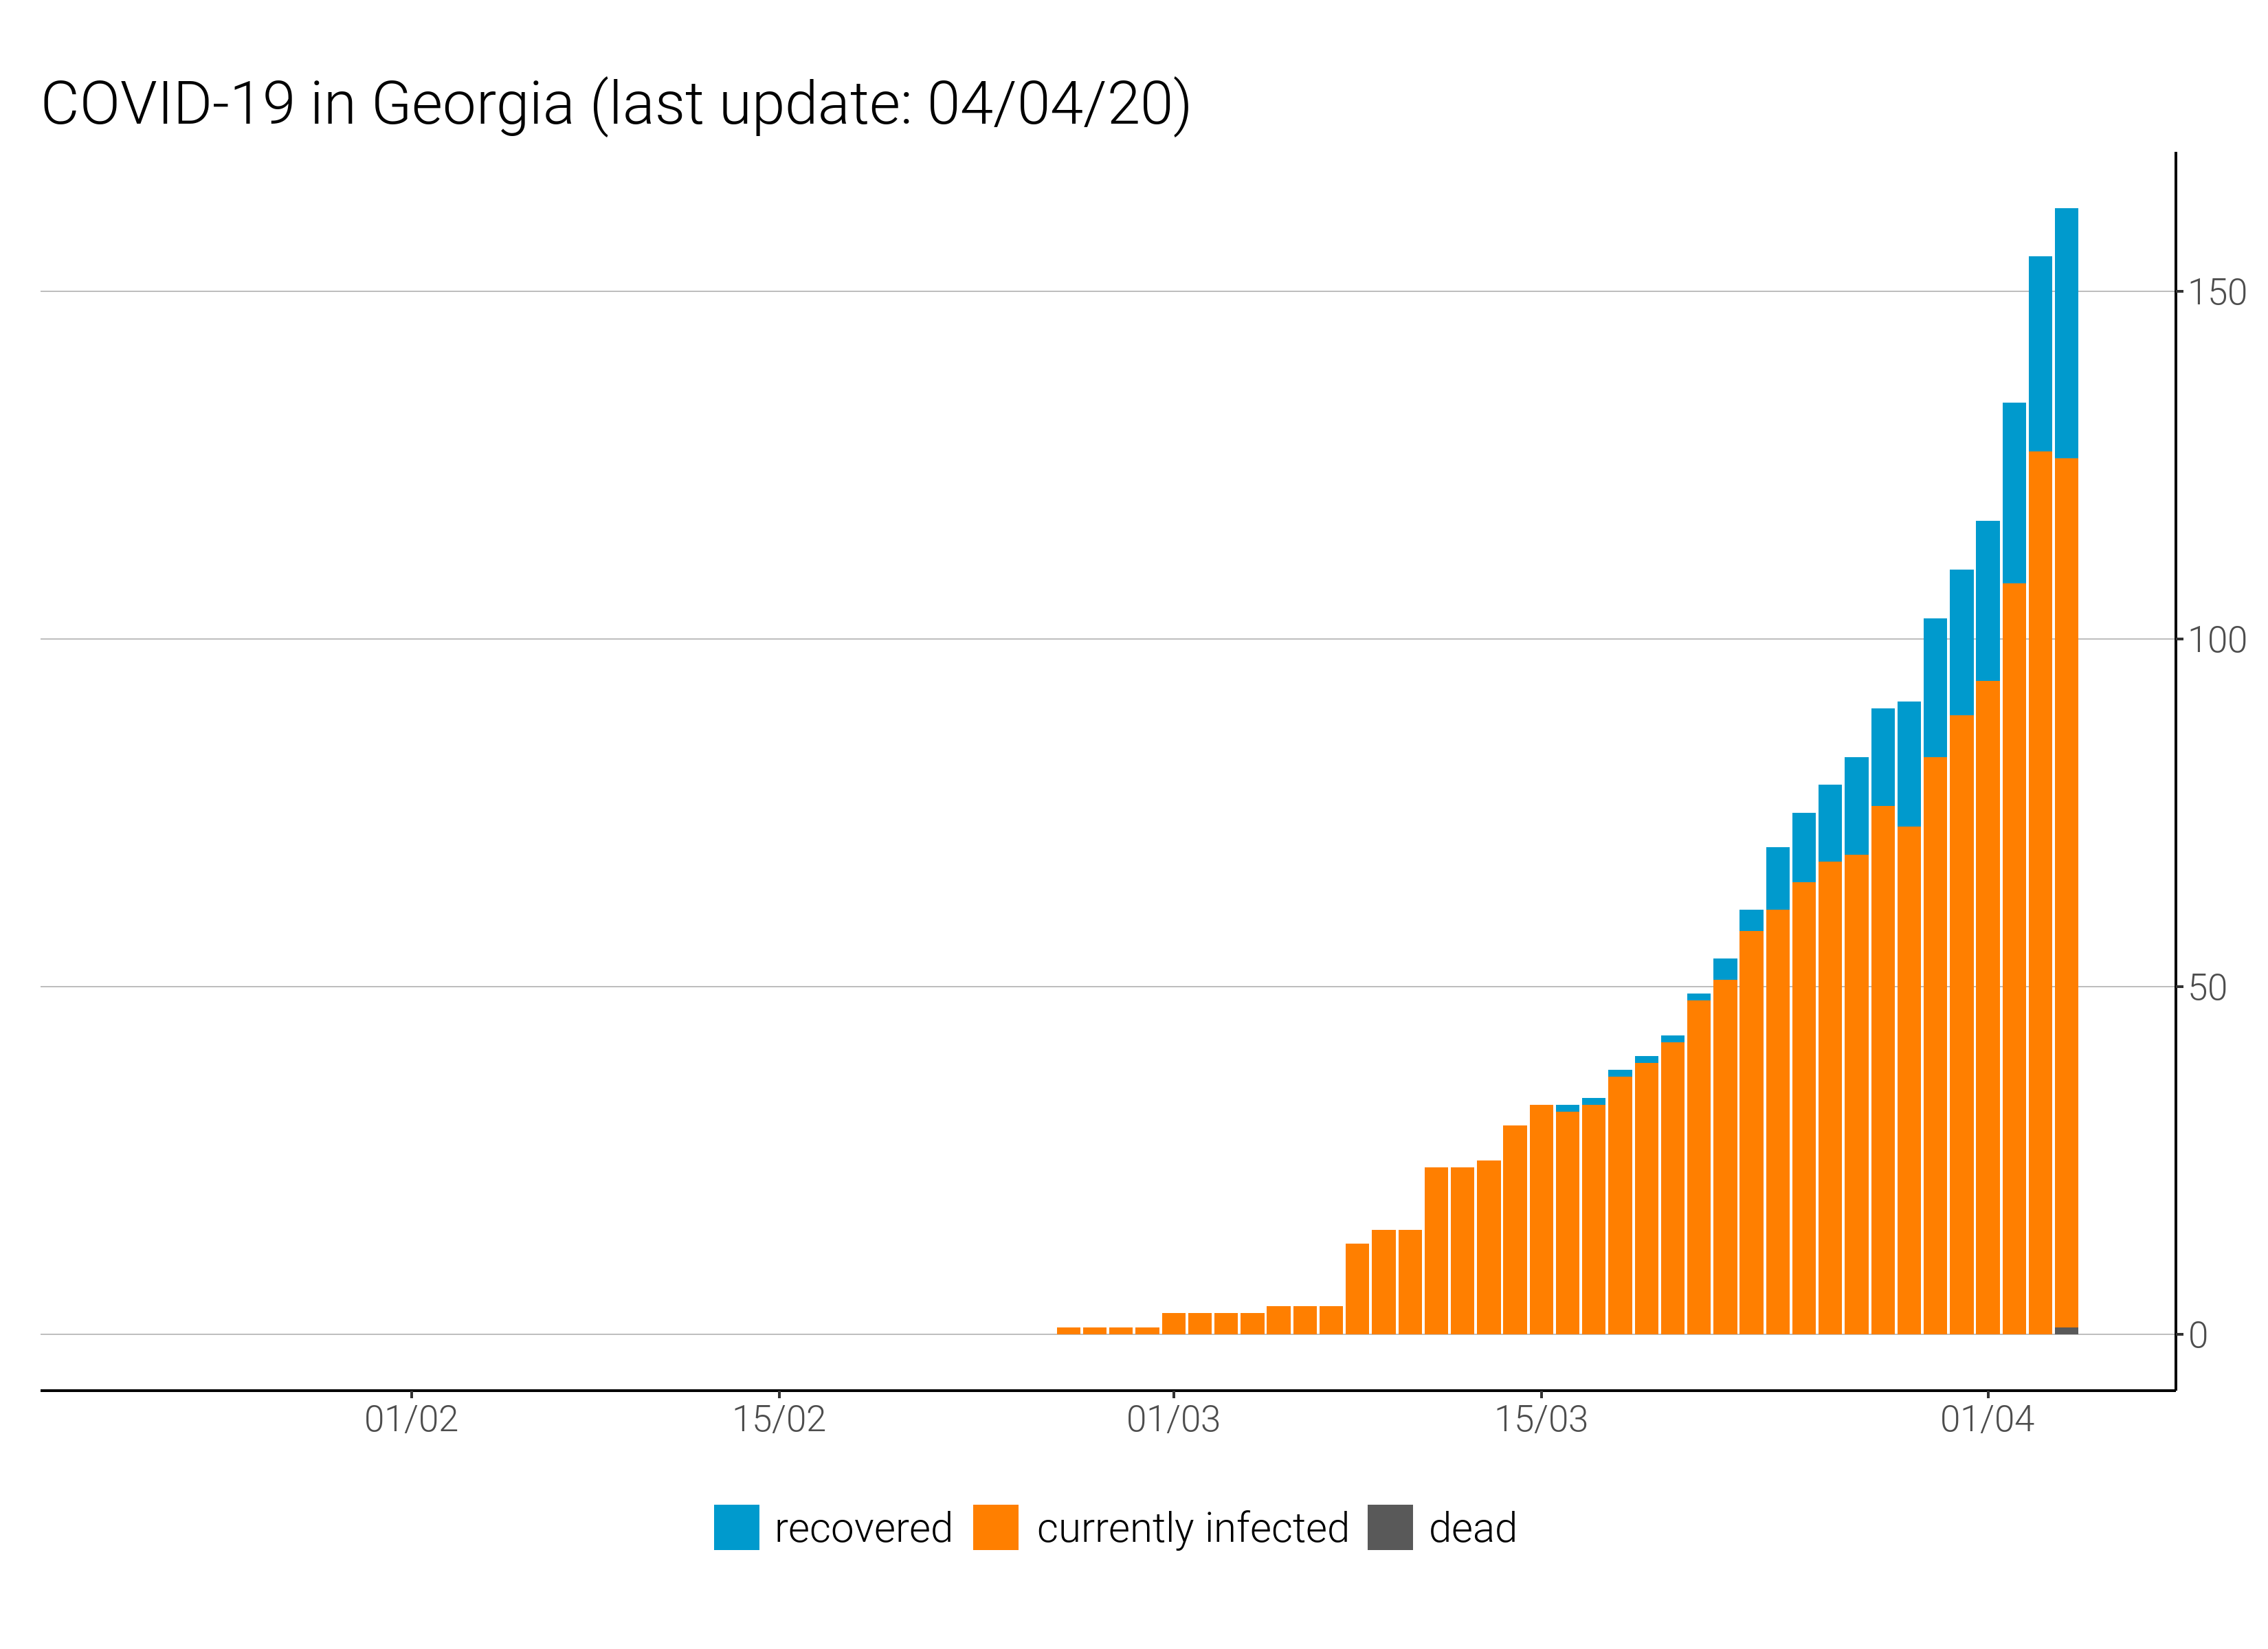 COVID-19 in Georgia (last update: 04/04/20)
150
100
50
0
01/02 15/02 01/03 15/03 01/04
recovered currently infected dead